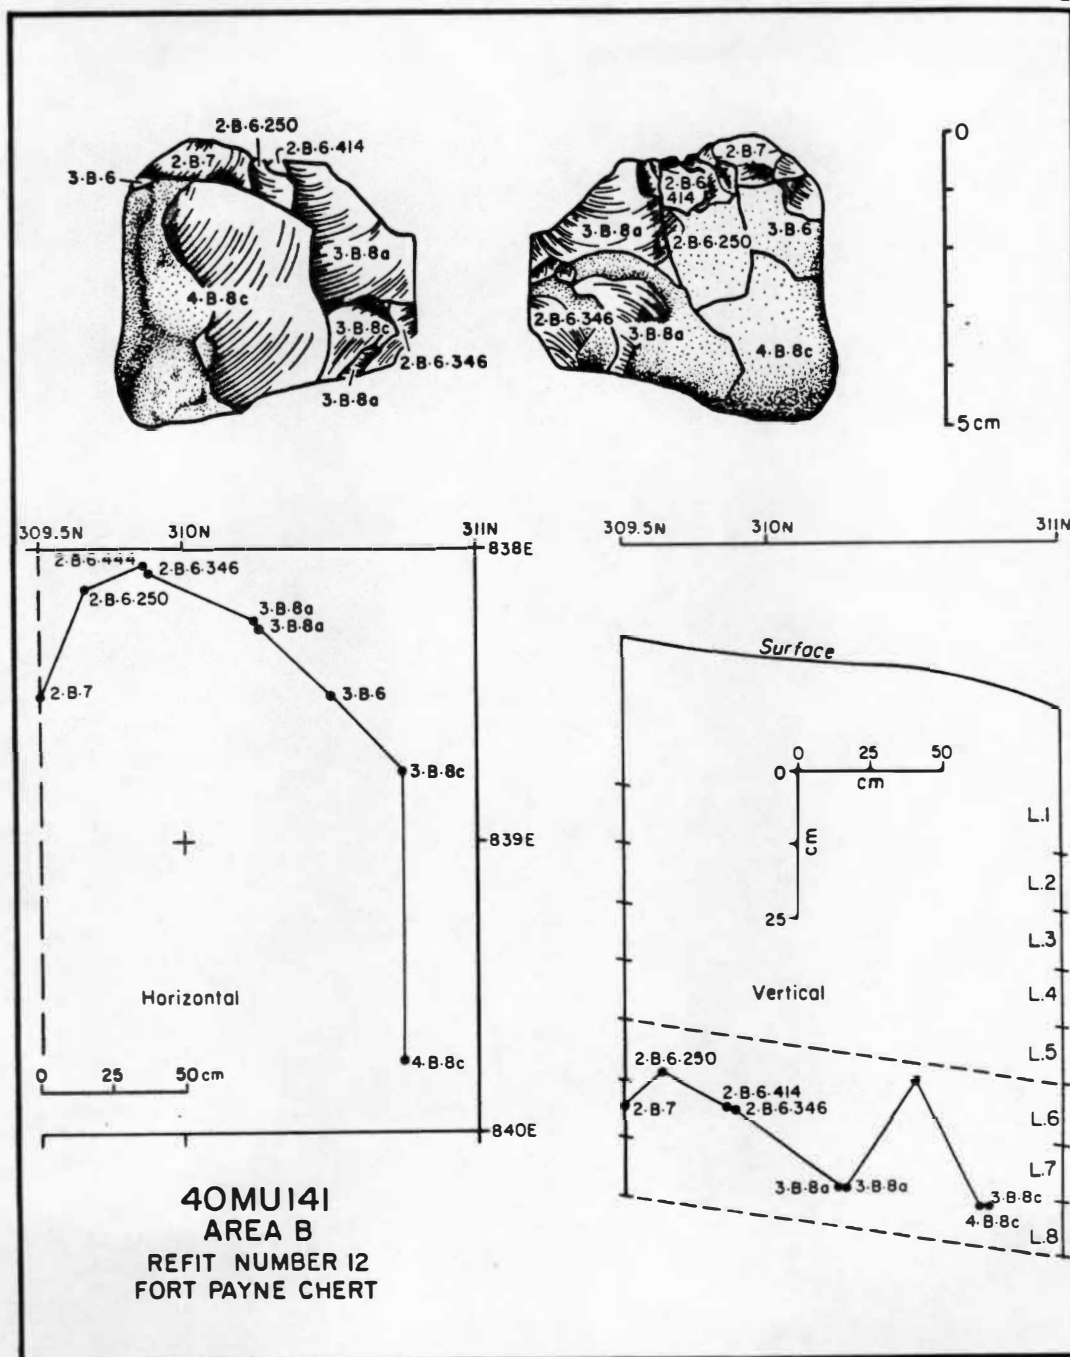 2·B·6·250
2·B·6·414
2·B·7
3·B·6
3·B·8a
4·B·8c
3·B·8c
2·B·6·346
3·B·8a
2·B·7
2·B·6
414
3·B·8a
2·B·6·250
3·B·6
2·B·6·346
3·B·8a
4·B·8c
0
5cm
309.5N 310N 311N
838E
2·B·6·444
2·B·6·346
2·B·6·250
3·B·8a
3·B·8a
2·B·7
3·B·6
3·B·8c
839E
Horizontal
4·B·8c
0 25 50cm
840E
309.5N 310N 311N
Surface
0 25 50
cm
0
cm
25
L.1
L.2
L.3
L.4
Vertical
L.5
2·B·6·250
2·B·6·414
2·B·7
2·B·6·346
L.6
L.7
3·B·8a
3·B·8a
3·B·8c
4·B·8c
L.8
40MU141
AREA B
REFIT NUMBER 12
FORT PAYNE CHERT